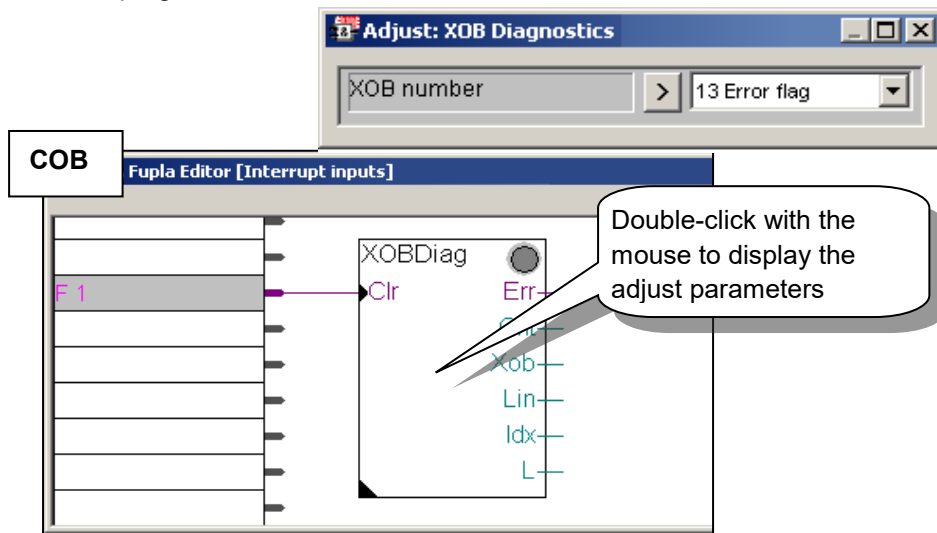 Adjust: XOB Diagnostics
XOB number
>
13 Error flag
COB
Fupla Editor [Interrupt inputs]
Double-click with the
mouse to display the
adjust parameters
XOBDiag
F 1
Clr
Err
Xob
Lin
Idx
L